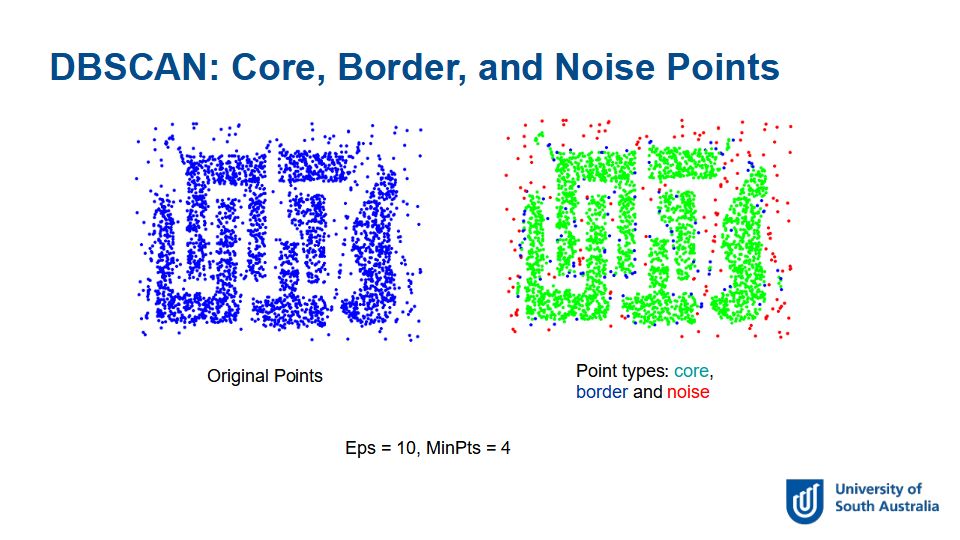 DBSCAN: Core, Border, and Noise Points
Original Points
Point types: core,
border and noise
Eps = 10, MinPts = 4
University of
South Australia